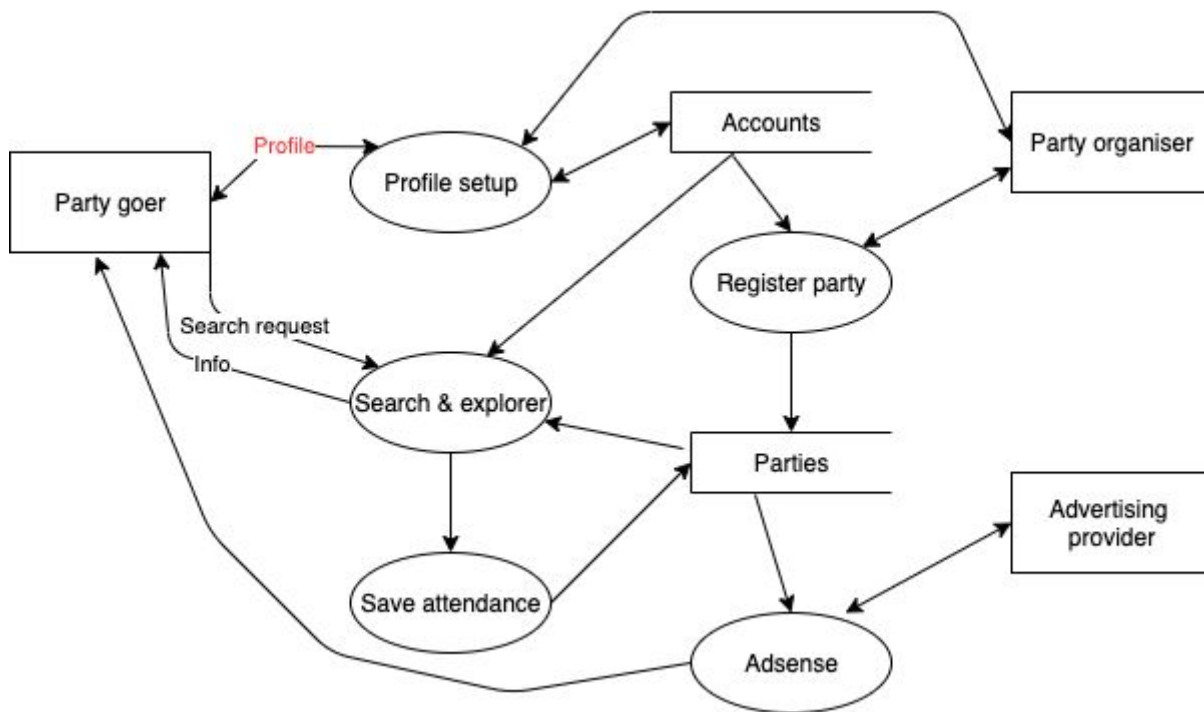 Accounts
Profile
Party organiser
Profile setup
Party goer
Register party
Search request
Info
Search & explorer
Parties
Advertising
provider
Save attendance
Adsense